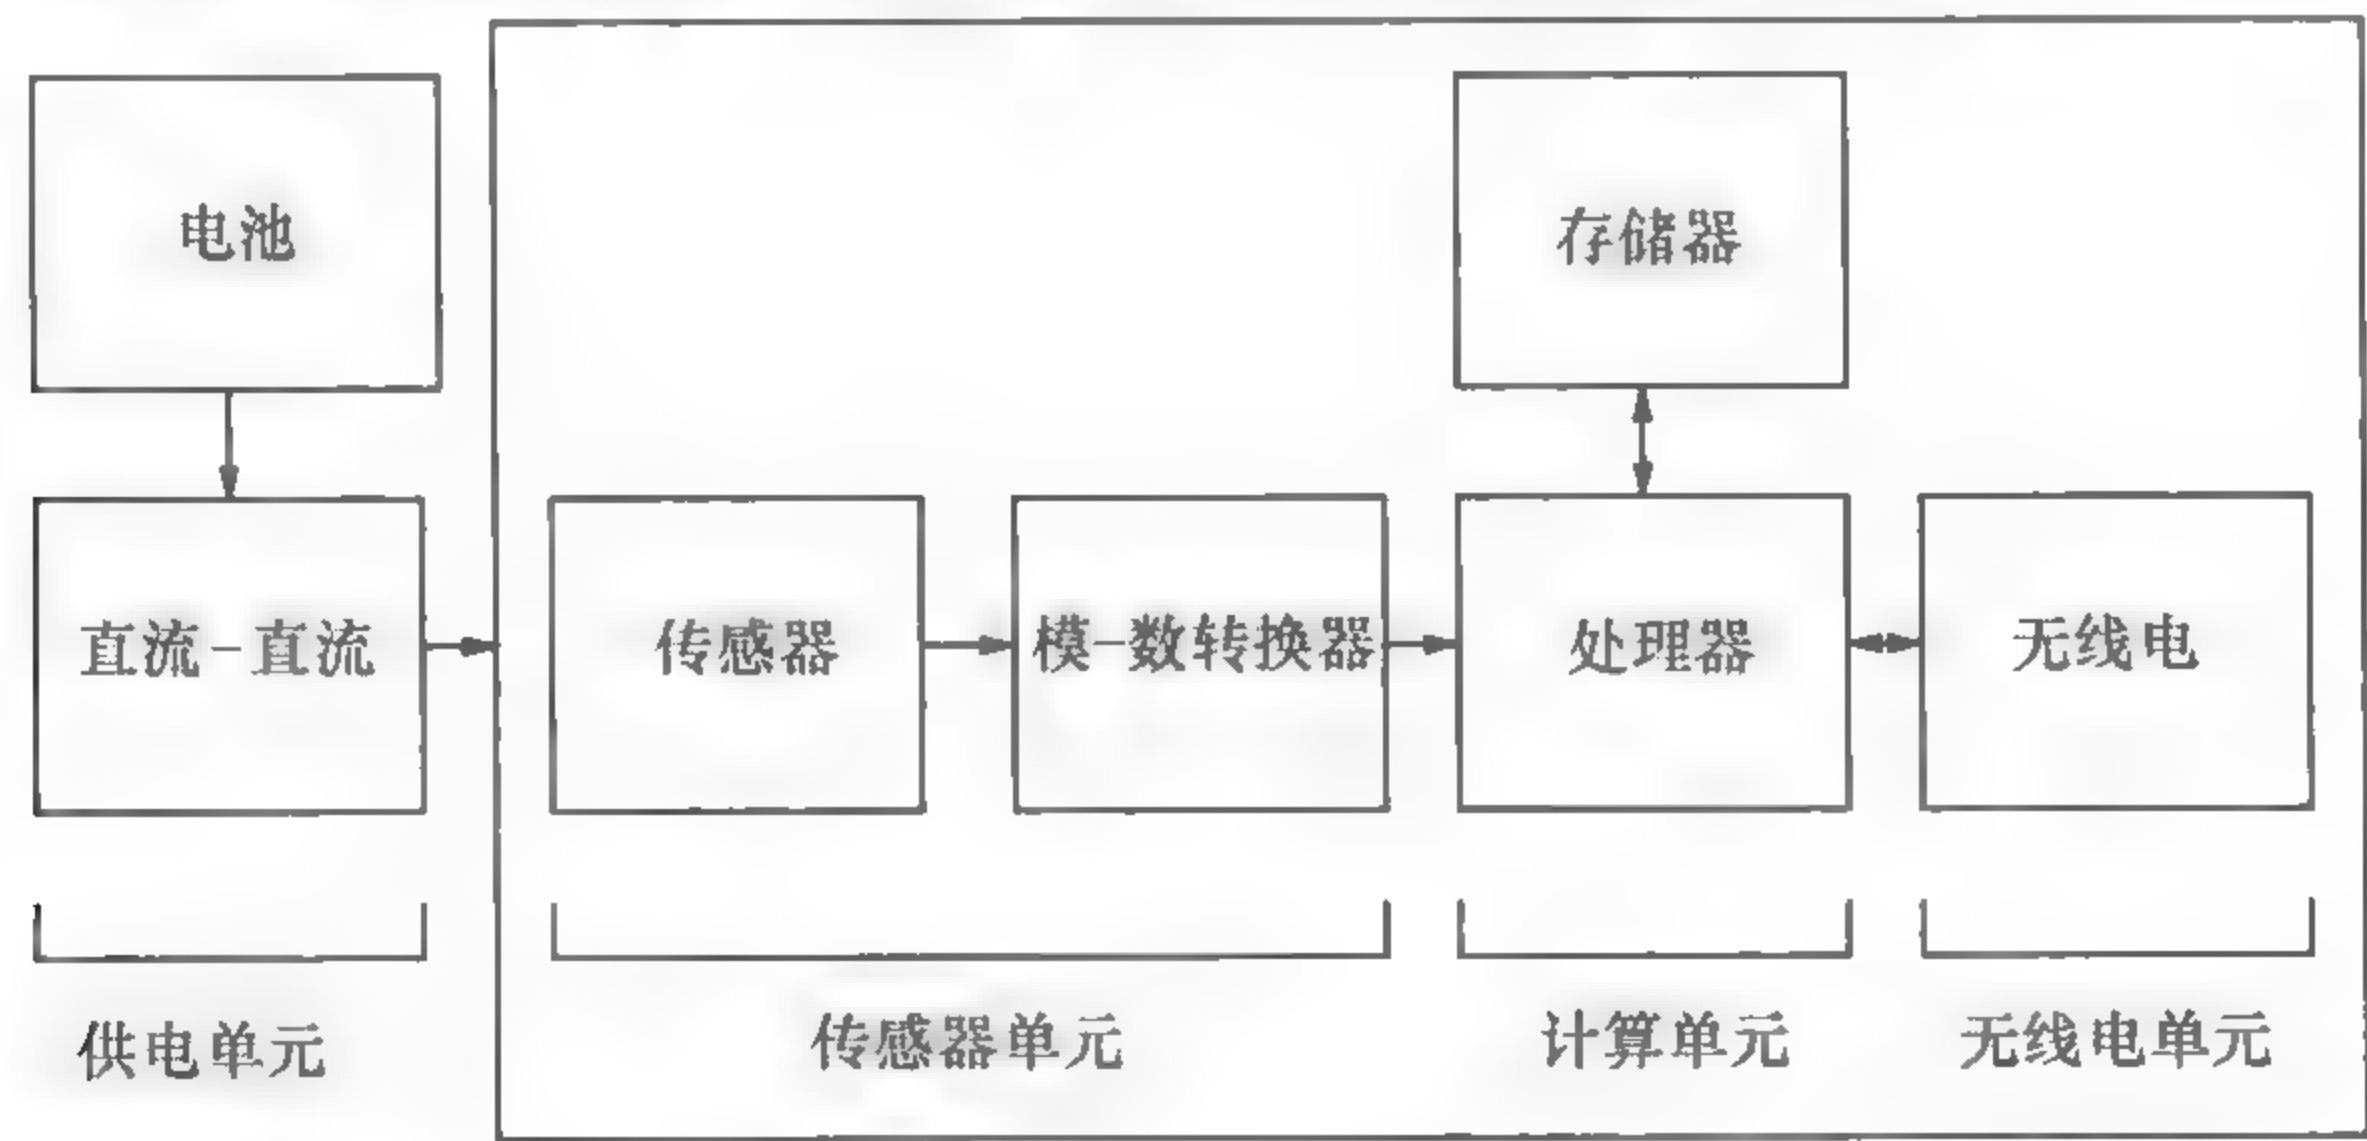 电池
存储器
直流-直流
传感器
模-数转换器
处理器
无线电
供电单元
传感器单元
计算单元
无线电单元